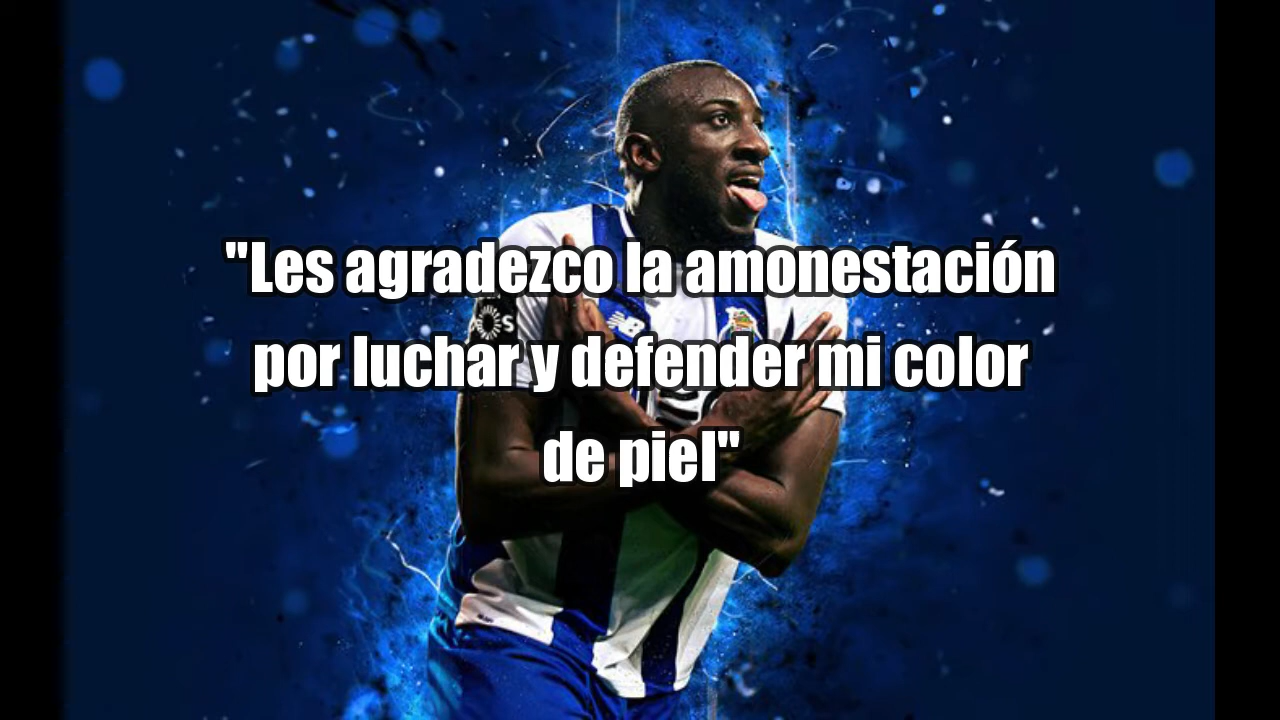 "Les agradezco la amonestación
por luchar y defender mi color
de piel"